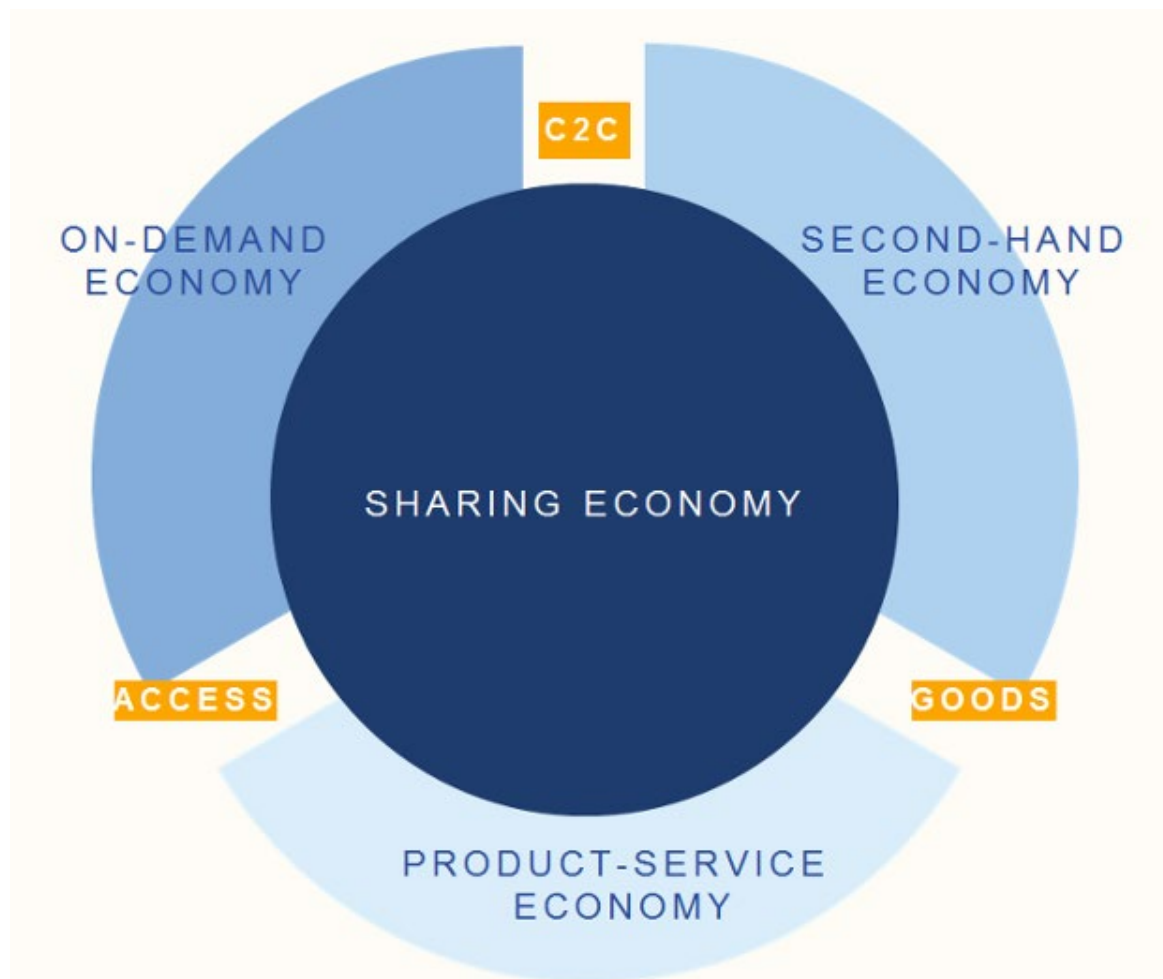 C2C
ON-DEMAND
ECONOMY
SECOND-HAND
ECONOMY
SHARING ECONOMY
ACCESS
GOODS
PRODUCT-SERVICE
ECONOMY